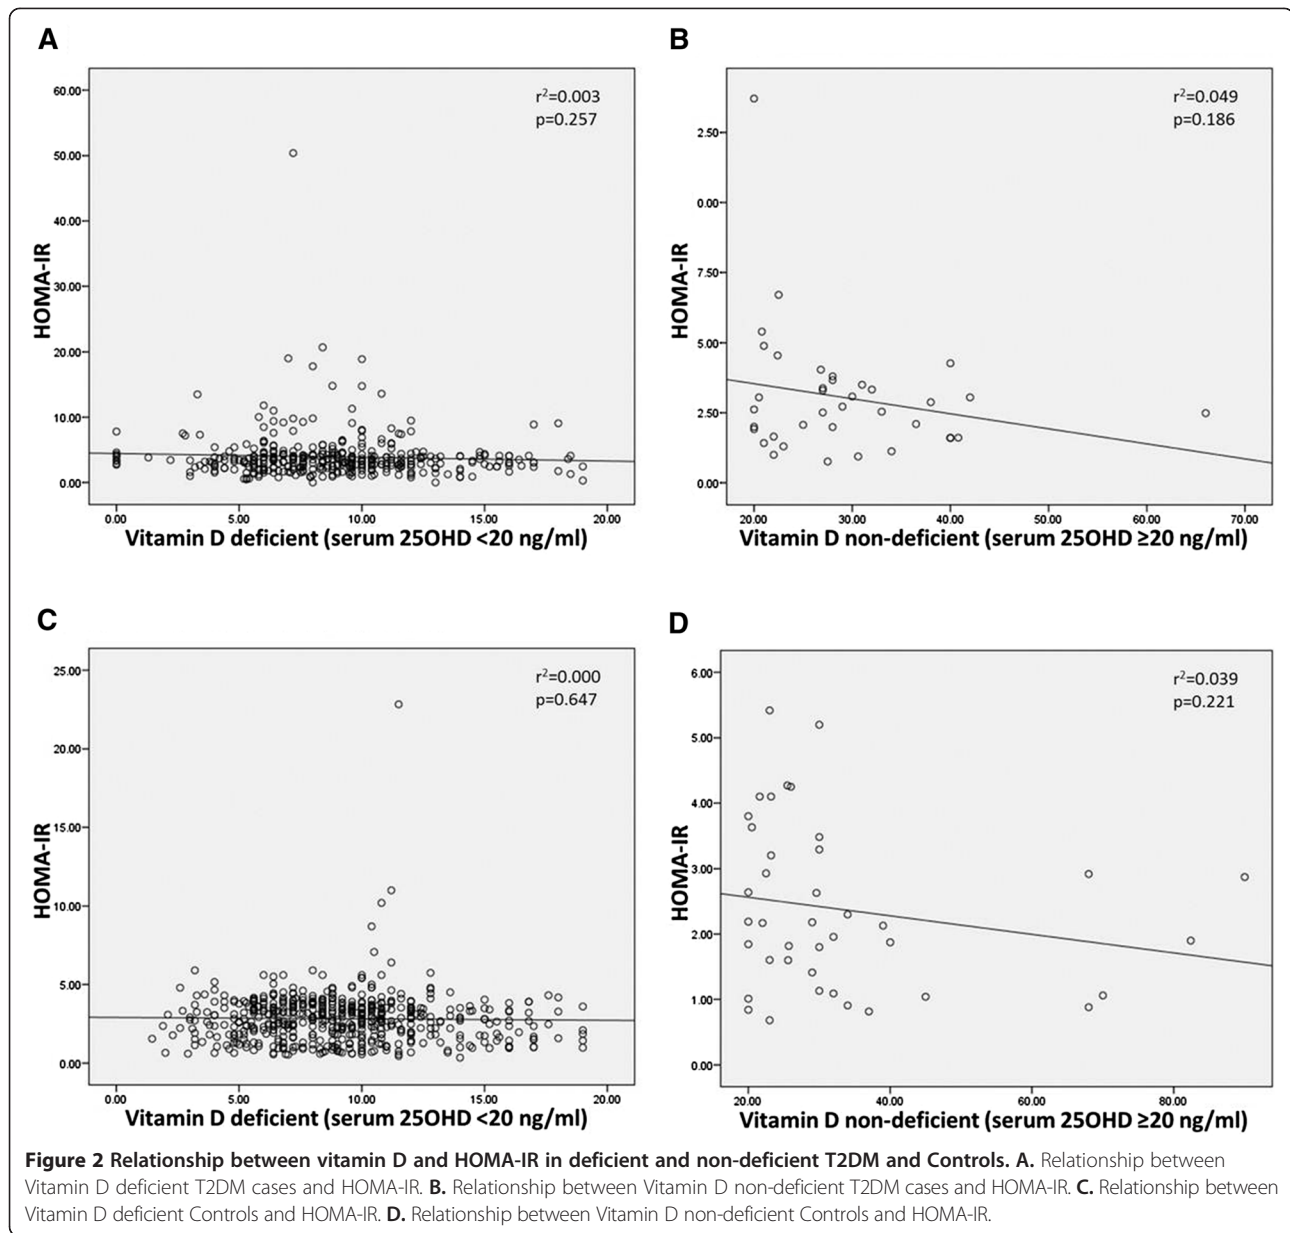 A
60.00
50.00
40.00
30.00
20.00
10.00
0.00
HOMA-IR
r²=0.003
p=0.257
0.00 5.00 10.00 15.00 20.00
Vitamin D deficient (serum 25OHD <20 ng/ml)
B
2.50
0.00
7.50
5.00
2.50
0.00
HOMA-IR
r²=0.049
p=0.186
20.00 30.00 40.00 50.00 60.00 70.00
Vitamin D non-deficient (serum 25OHD ≥20 ng/ml)
C
25.00
20.00
15.00
10.00
5.00
0.00
HOMA-IR
r²=0.000
p=0.647
0.00 5.00 10.00 15.00 20.00
Vitamin D deficient (serum 25OHD <20 ng/ml)
D
6.00
5.00
4.00
3.00
2.00
1.00
0.00
HOMA-IR
r²=0.039
p=0.221
20.00 40.00 60.00 80.00
Vitamin D non-deficient (serum 25OHD ≥20 ng/ml)
Figure 2 Relationship between vitamin D and HOMA-IR in deficient and non-deficient T2DM and Controls. A. Relationship between
Vitamin D deficient T2DM cases and HOMA-IR. B. Relationship between Vitamin D non-deficient T2DM cases and HOMA-IR. C. Relationship between
Vitamin D deficient Controls and HOMA-IR. D. Relationship between Vitamin D non-deficient Controls and HOMA-IR.